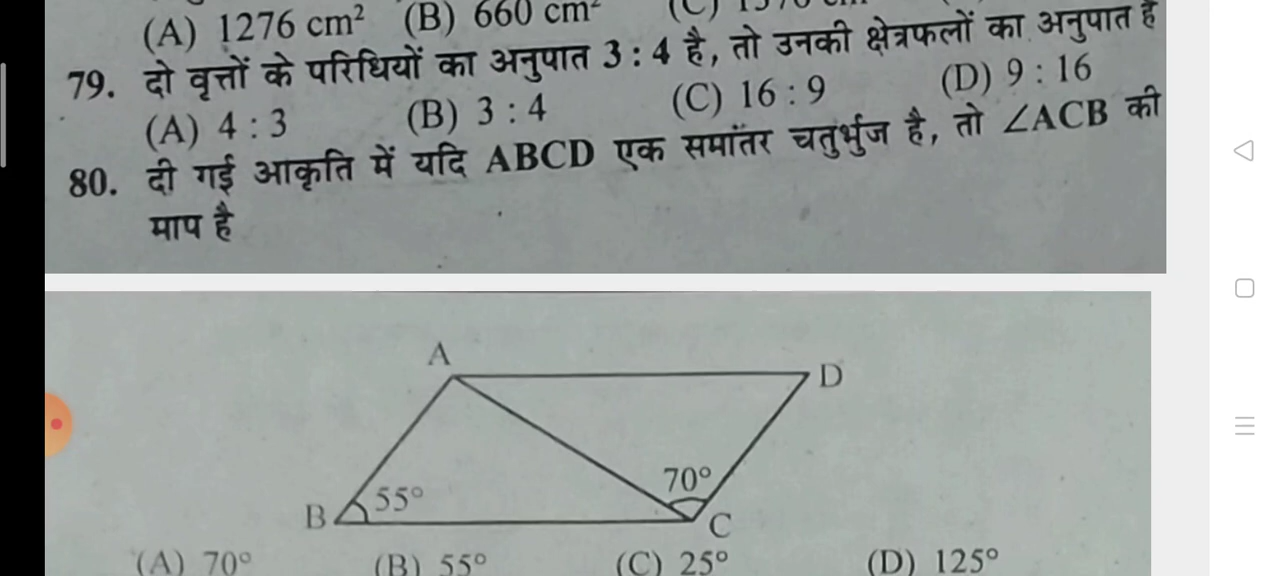 (A) 1276 cm² (B) 660 cm² (C)
79. दो वृत्तों के परिधियों का अनुपात 3 : 4 है, तो उनकी क्षेत्रफलों का अनुपात है
(A) 4 : 3 (B) 3 : 4 (C) 16 : 9 (D) 9 : 16
80. दी गई आकृति में यदि ABCD एक समांतर चतुर्भुज है, तो ∠ACB की
माप है
A
D
70°
55°
B
C
(A) 70° (B) 55° (C) 25° (D) 125°